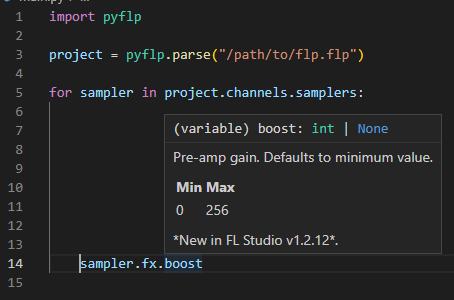 1 import pyflp
2
3 project = pyflp.parse("/path/to/flp.flp")
4
5 for sampler in project.channels.samplers:
6
7 (variable) boost: int | None
8
9 Pre-amp gain. Defaults to minimum value.
10 Min Max
11 0 256
12
13 *New in FL Studio v1.2.12*.
14 sampler.fx.boost
15